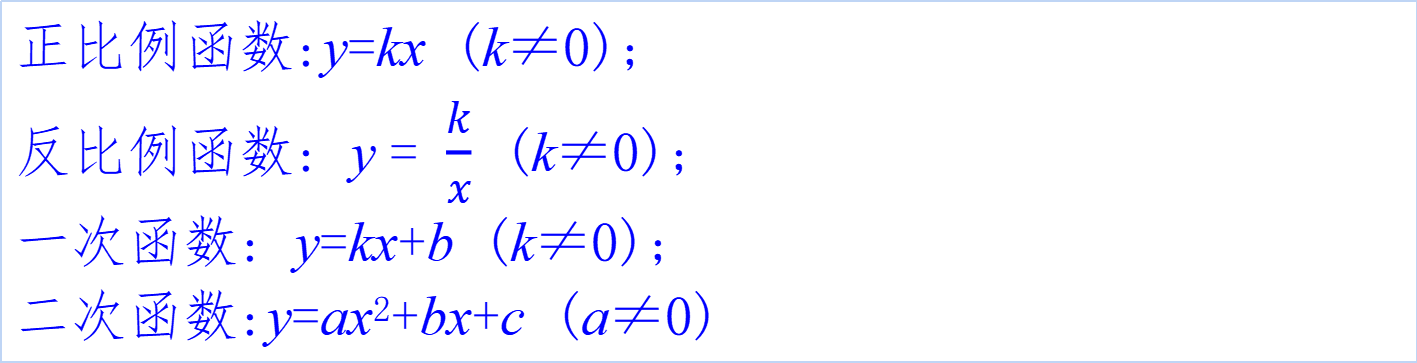 正比例函数:y=kx (k≠0);
反比例函数: y = k/x (k≠0);
一次函数: y=kx+b (k≠0);
二次函数:y=ax²+bx+c (a≠0)